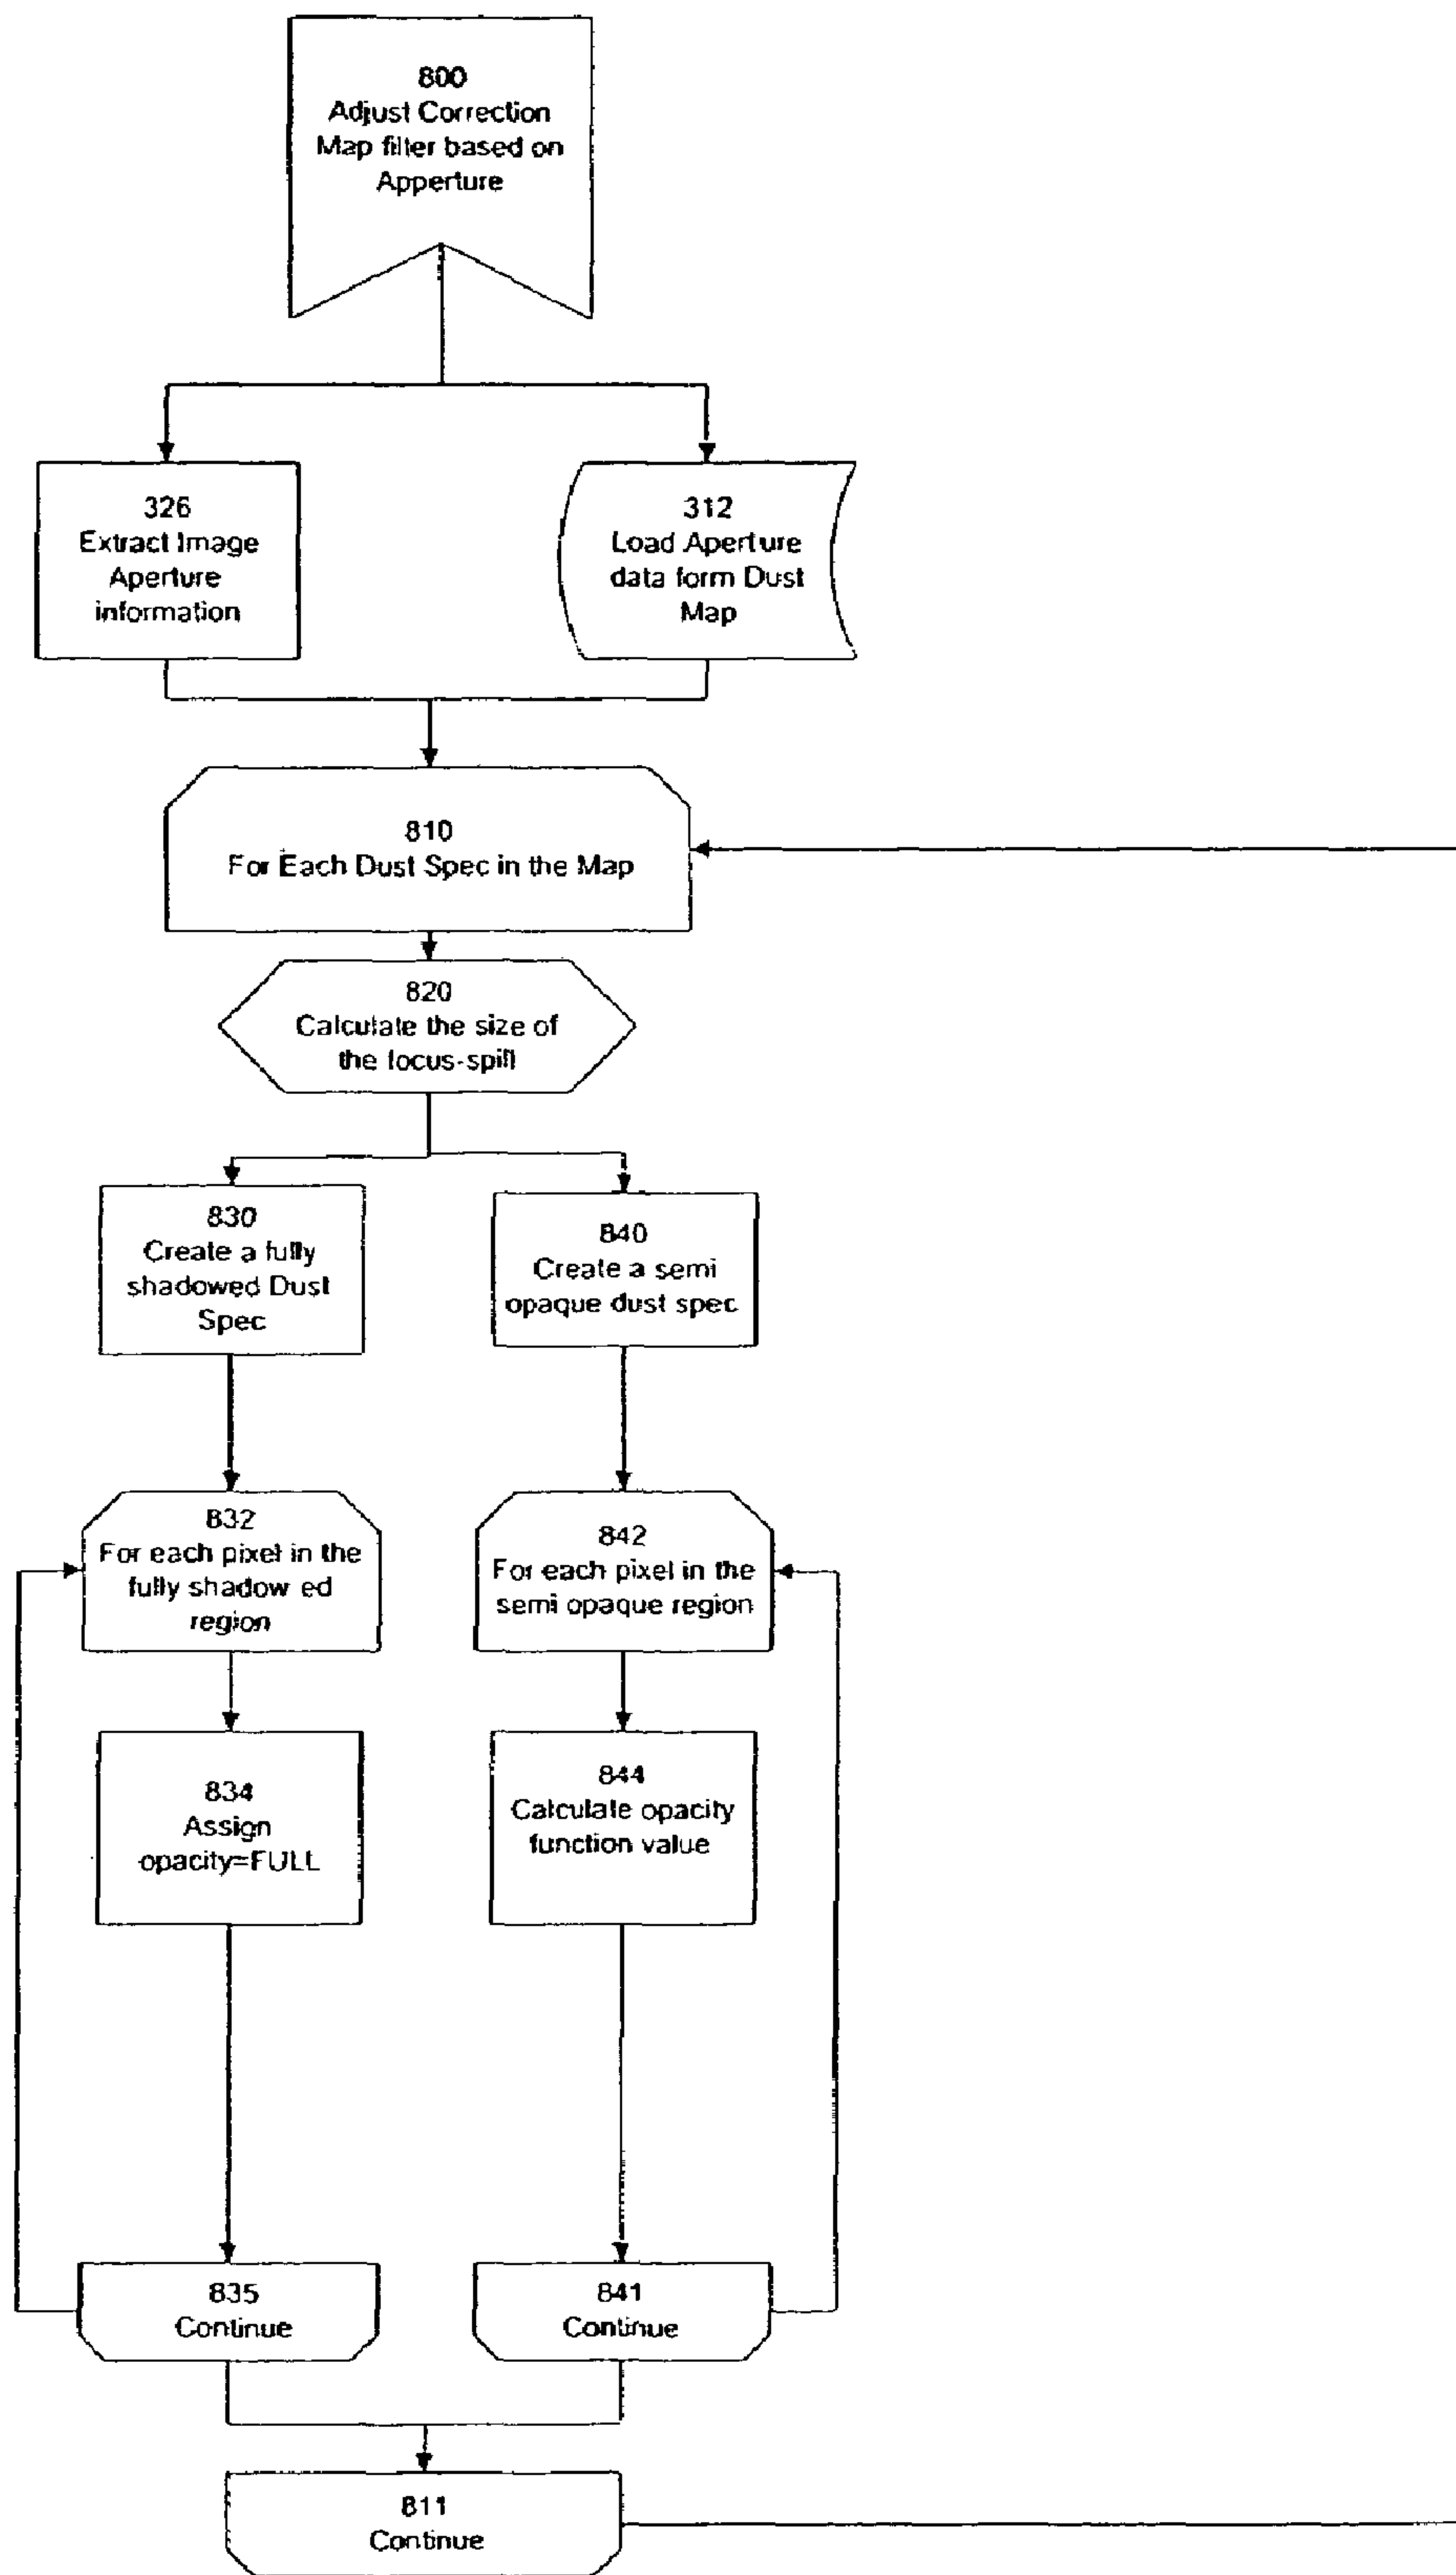 800
Adjust Correction
Map filter based on
Apperture
326
Extract Image
Aperture
information
312
Load Aperture
data form Dust
Map
810
For Each Dust Spec in the Map
820
Calculate the size of
the focus-spill
830
Create a fully
shadowed Dust
Spec
840
Create a semi
opaque dust spec
832
For each pixel in the
fully shadow ed
region
842
For each pixel in the
semi opaque region
834
Assign
opacity=FULL
844
Calculate opacity
function value
835
Continue
841
Continue
811
Continue